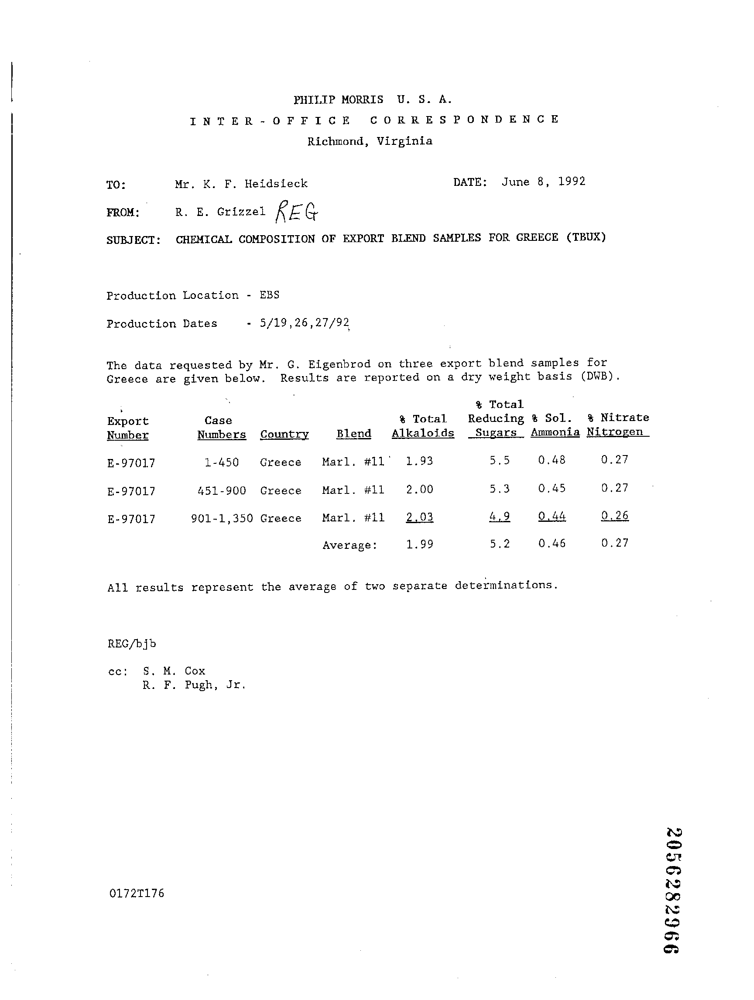 PHILIP MORRIS U. S. A.
INTER-OFFICE CORRESPONDENCE
Richmond, Virginia
TO: Mr. K. F. Heidsieck DATE: June 8, 1992
FROM: R. E. Grizzel REG
SUBJECT: CHEMICAL COMPOSITION OF EXPORT BLEND SAMPLES FOR GREECE (TBUX)
Production Location - EBS
Production Dates - 5/19,26,27/92
The data requested by Mr. G. Eigenbrod on three export blend samples for
Greece are given below. Results are reported on a dry weight basis (DWB).
% Total
Export Case % Total Reducing % Sol. % Nitrate
Number Numbers Country Blend Alkaloids Sugars Ammonia Nitrogen
E-97017 1-450 Greece Marl. #11 1.93 5.5 0.48 0.27
E-97017 451-900 Greece Marl. #11 2.00 5.3 0.45 0.27
E-97017 901-1,350 Greece Marl. #11 2.03 4.9 0.44 0.26
Average: 1.99 5.2 0.46 0.27
All results represent the average of two separate determinations.
REG/bjb
cc: S. M. Cox
R. F. Pugh, Jr.
0172T176
2056282966